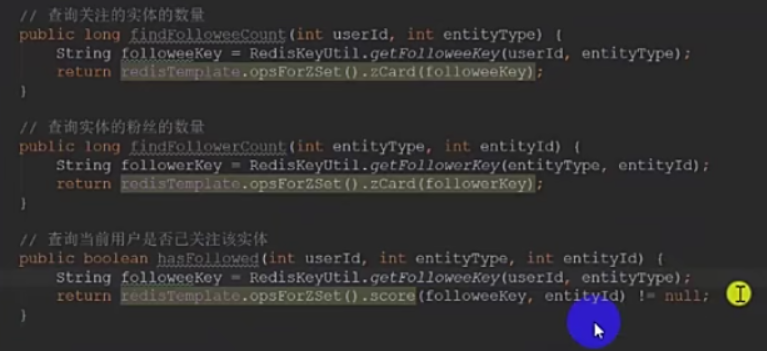 // 查询关注的实体的数量
public long findFolloweeCount(int userId, int entityType) {
    String followeeKey = RedisKeyUtil.getFolloweeKey(userId, entityType);
    return redisTemplate.opsForZSet().zCard(followeeKey);
}
// 查询实体的粉丝的数量
public long findFollowerCount(int entityType, int entityId) {
    String followerKey = RedisKeyUtil.getFollowerKey(entityType, entityId);
    return redisTemplate.opsForZSet().zCard(followerKey);
}
// 查询当前用户是否已关注该实体
public boolean hasFollowed(int userId, int entityType, int entityId) {
    String followeeKey = RedisKeyUtil.getFolloweeKey(userId, entityType);
    return redisTemplate.opsForZSet().score(followeeKey, entityId) != null;
}